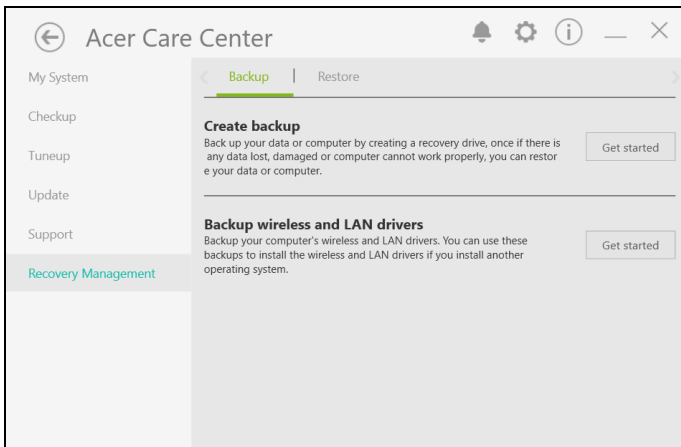 Acer Care Center
My System
Checkup
Tuneup
Update
Support
Recovery Management
Backup | Restore
Create backup
Back up your data or computer by creating a recovery drive, once if there is
any data lost, damaged or computer cannot work properly, you can restor
e your data or computer.
Get started
Backup wireless and LAN drivers
Backup your computer's wireless and LAN drivers. You can use these
backups to install the wireless and LAN drivers if you install another
operating system.
Get started